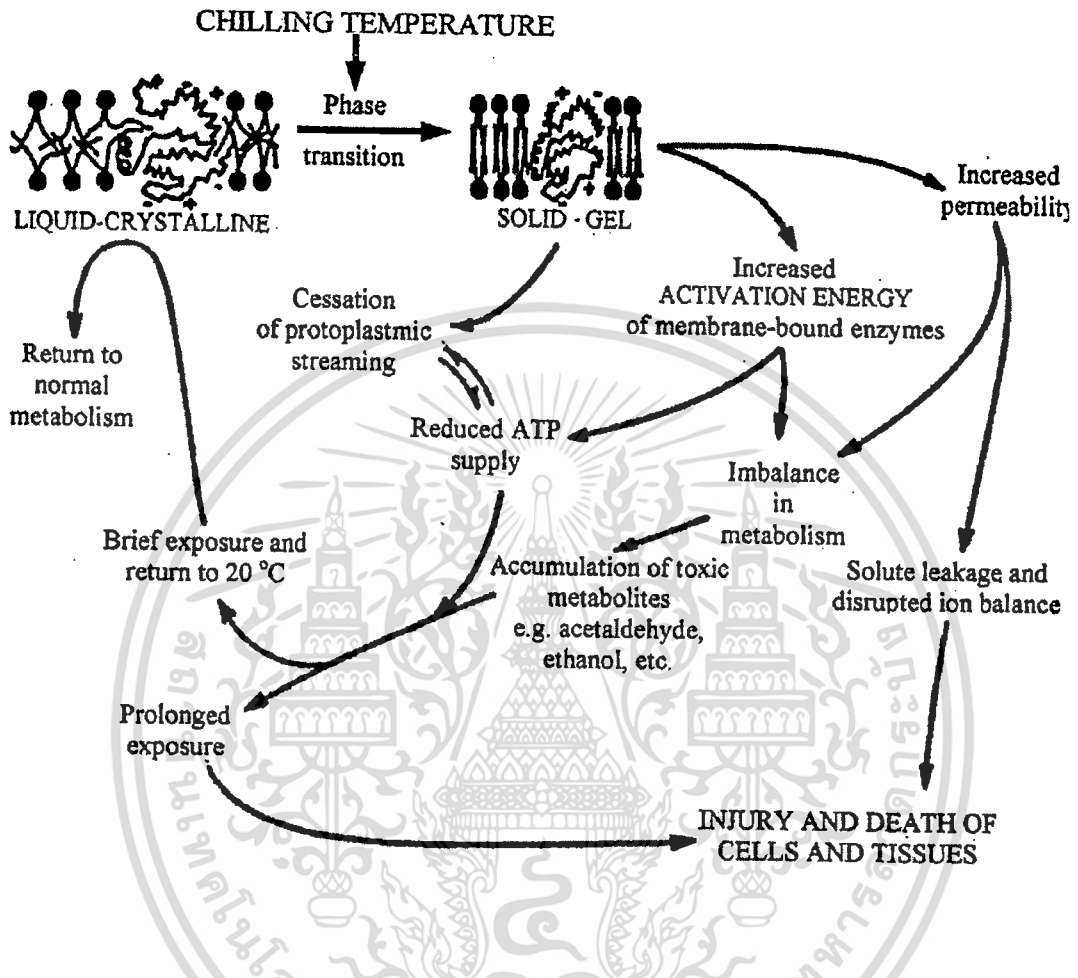 CHILLING TEMPERATURE
Phase
transition
LIQUID-CRYSTALLINE
SOLID - GEL
Increased
permeability
Increased
ACTIVATION ENERGY
of membrane-bound enzymes
Cessation
of protoplastmic
streaming
Return to
normal
metabolism
Reduced ATP
supply
Imbalance
in
metabolism
Brief exposure and
return to 20 °C
Accumulation of toxic
metabolites
e.g. acetaldehyde,
ethanol, etc.
Solute leakage and
disrupted ion balance
Prolonged
exposure
INJURY AND DEATH OF
CELLS AND TISSUES